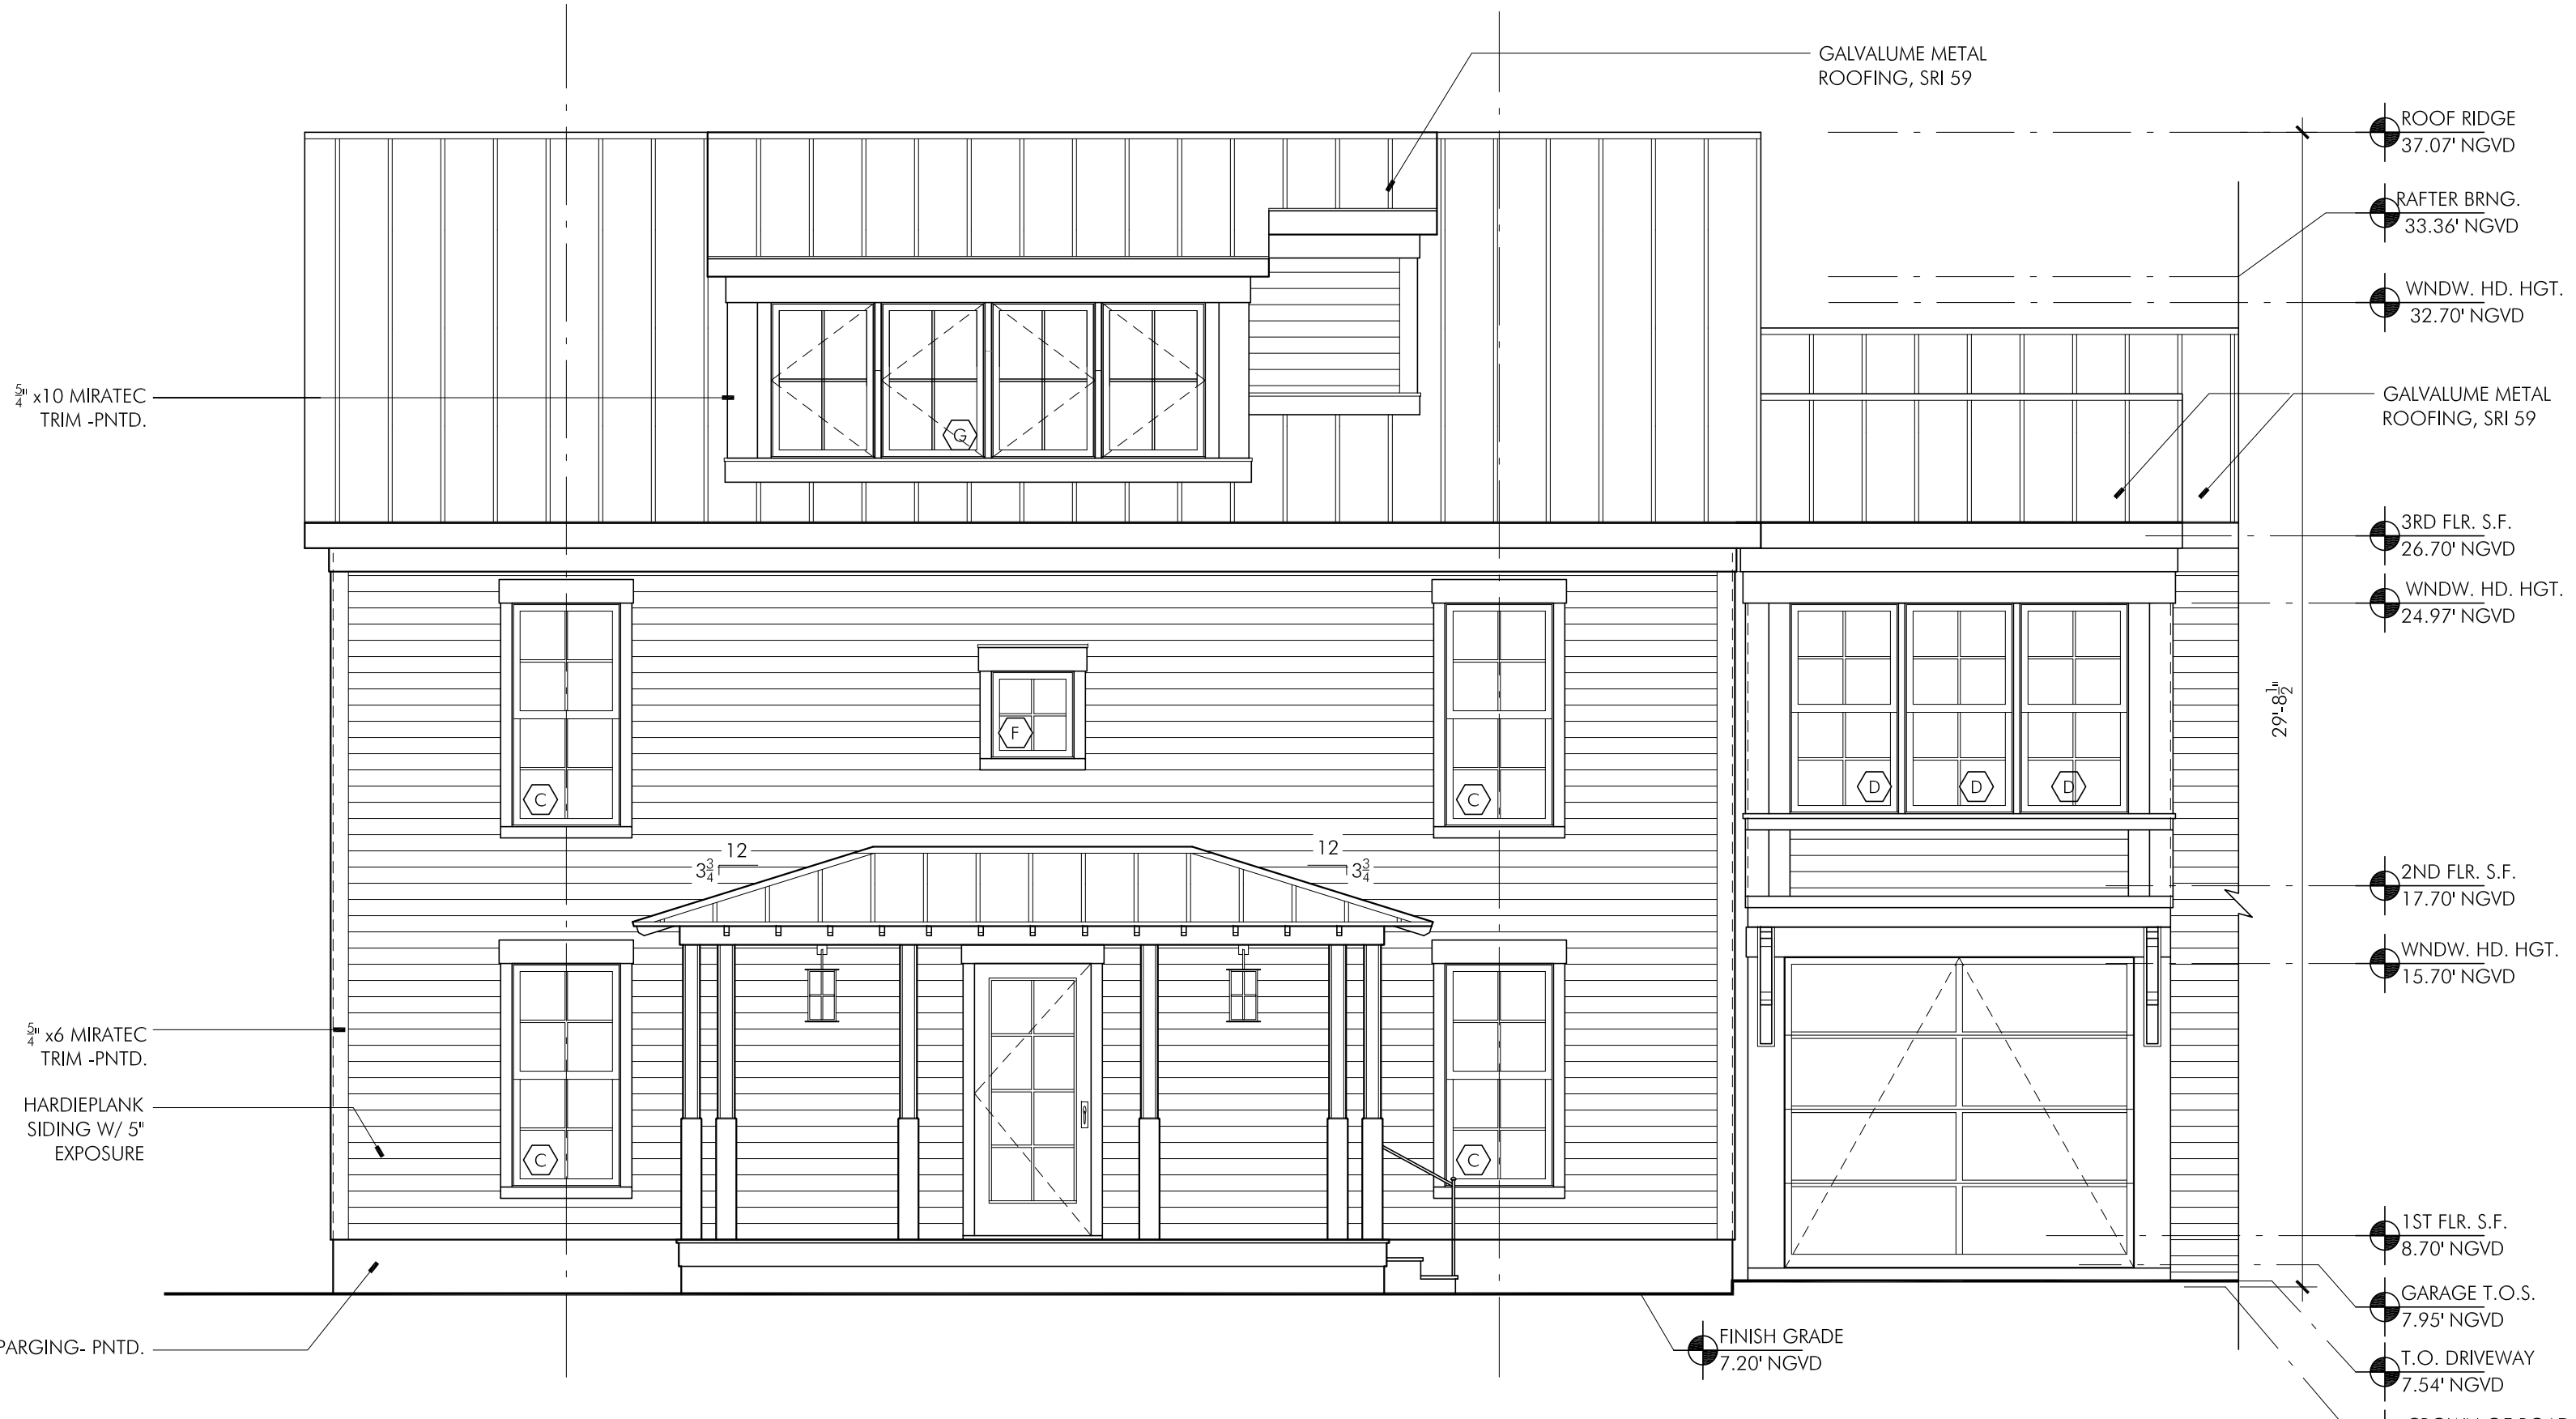 GALVALUME METAL
ROOFING, SRI 59
ROOF RIDGE
37.07' NGVD
RAFTER BRNG.
33.36' NGVD
WNDW. HD. HGT.
32.70' NGVD
5/4" x10 MIRATEC
TRIM -PNTD.
GALVALUME METAL
ROOFING, SRI 59
G
3RD FLR. S.F.
26.70' NGVD
WNDW. HD. HGT.
24.97' NGVD
29'-8 1/2"
F
C
C
D
D
D
12
3 3/4
12
3 3/4
2ND FLR. S.F.
17.70' NGVD
WNDW. HD. HGT.
15.70' NGVD
5/4" x6 MIRATEC
TRIM -PNTD.
HARDIEPLANK
SIDING W/ 5"
EXPOSURE
C
C
1ST FLR. S.F.
8.70' NGVD
GARAGE T.O.S.
7.95' NGVD
PARGING- PNTD.
FINISH GRADE
7.20' NGVD
T.O. DRIVEWAY
7.54' NGVD